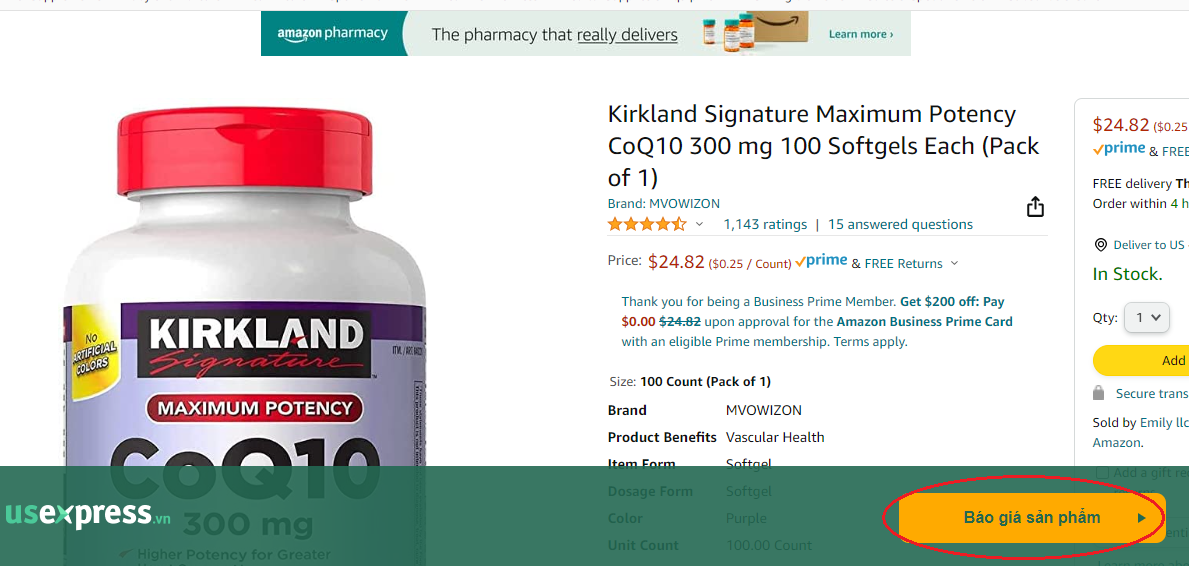 amazon pharmacy
The pharmacy that really delivers
Learn more ›
Kirkland Signature Maximum Potency
CoQ10 300 mg 100 Softgels Each (Pack
of 1)
Brand: MVOWIZON
1,143 ratings | 15 answered questions
Price: $24.82 ($0.25 / Count) prime & FREE Returns
Thank you for being a Business Prime Member. Get $200 off: Pay
$0.00 $24.82 upon approval for the Amazon Business Prime Card
with an eligible Prime membership. Terms apply.
Size: 100 Count (Pack of 1)
Brand MVOWIZON
Product Benefits Vascular Health
Item Form Softgel
Dosage Form Softgel
Color Purple
Unit Count 100.00 Count
$24.82 ($0.25
prime & FREE
FREE delivery Th
Order within 4 h
Deliver to US
In Stock.
Qty: 1
Add
Secure trans
Sold by Emily llc
Amazon.
Add a gift re
No
ARTIFICIAL
COLORS
KIRKLAND
Signature
MAXIMUM POTENCY
CoQ10
300 mg
Higher Potency for Greater
usexpress.vn
Báo giá sản phẩm